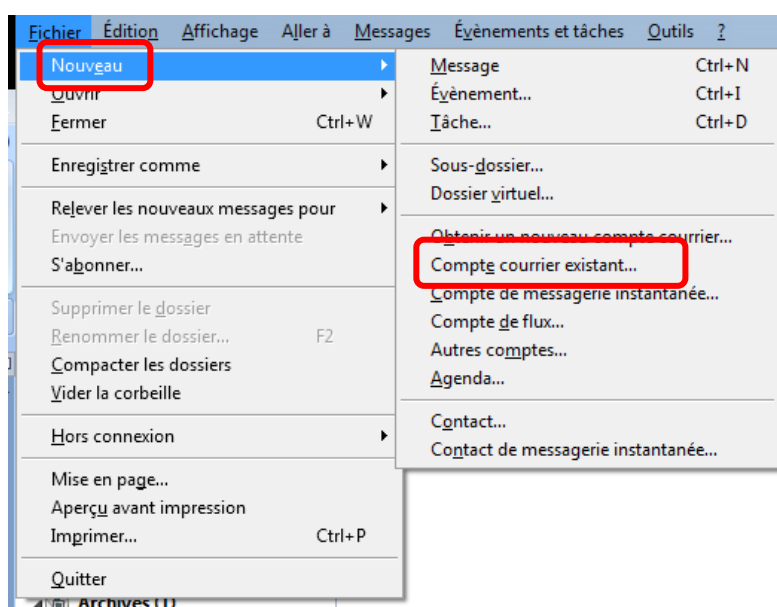 Fichier Édition Affichage Aller à Messages Évènements et tâches Outils ?
Nouveau
Ouvrir
Fermer Ctrl+W
Enregistrer comme
Relever les nouveaux messages pour
Envoyer les messages en attente
S'abonner...
Supprimer le dossier
Renommer le dossier... F2
Compacter les dossiers
Vider la corbeille
Hors connexion
Mise en page...
Aperçu avant impression
Imprimer... Ctrl+P
Quitter
Message Ctrl+N
Évènement... Ctrl+I
Tâche... Ctrl+D
Sous-dossier...
Dossier virtuel...
Obtenir un nouveau compte courrier...
Compte courrier existant...
Compte de messagerie instantanée...
Compte de flux...
Autres comptes...
Agenda...
Contact...
Contact de messagerie instantanée...
Archives (1)